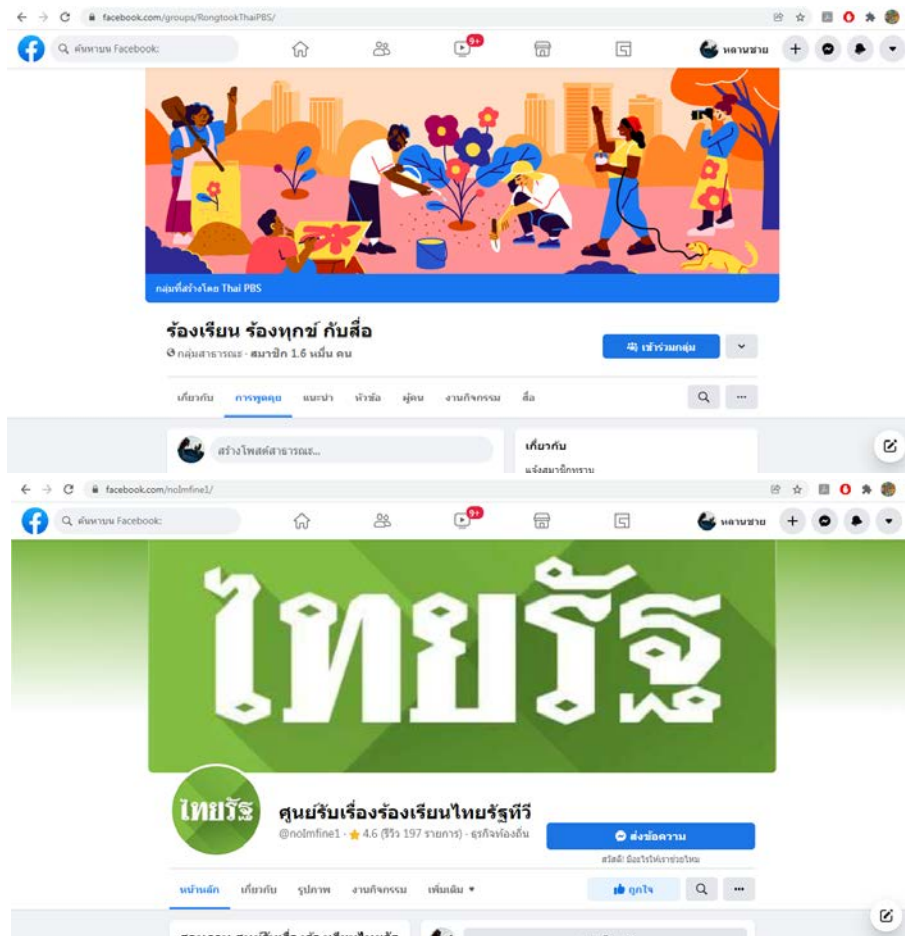 facebook.com/groups/RongtookThaiPBS/
ค้นหาบน Facebook:
9+
หลานชาย
กลุ่มที่สร้างโดย Thai PBS
ร้องเรียน ร้องทุกข์ กับสื่อ
กลุ่มสาธารณะ · สมาชิก 1.6 หมื่น คน
เข้าร่วมกลุ่ม
เกี่ยวกับ การพูดคุย แนะนำ หัวข้อ ผู้คน งานกิจกรรม สื่อ
สร้างโพสต์สาธารณะ...
เกี่ยวกับ
แจ้งสมาชิกทราบ
facebook.com/noImfine1/
ค้นหาบน Facebook:
9+
หลานชาย
ไทยรัฐ
ไทยรัฐ
ศูนย์รับเรื่องร้องเรียนไทยรัฐทีวี
@noImfine1 · 4.6 (รีวิว 197 รายการ) · ธุรกิจท้องถิ่น
ส่งข้อความ
สวัสดี! มีอะไรให้เราช่วยไหม
หน้าหลัก เกี่ยวกับ รูปภาพ งานกิจกรรม เพิ่มเติม
ถูกใจ